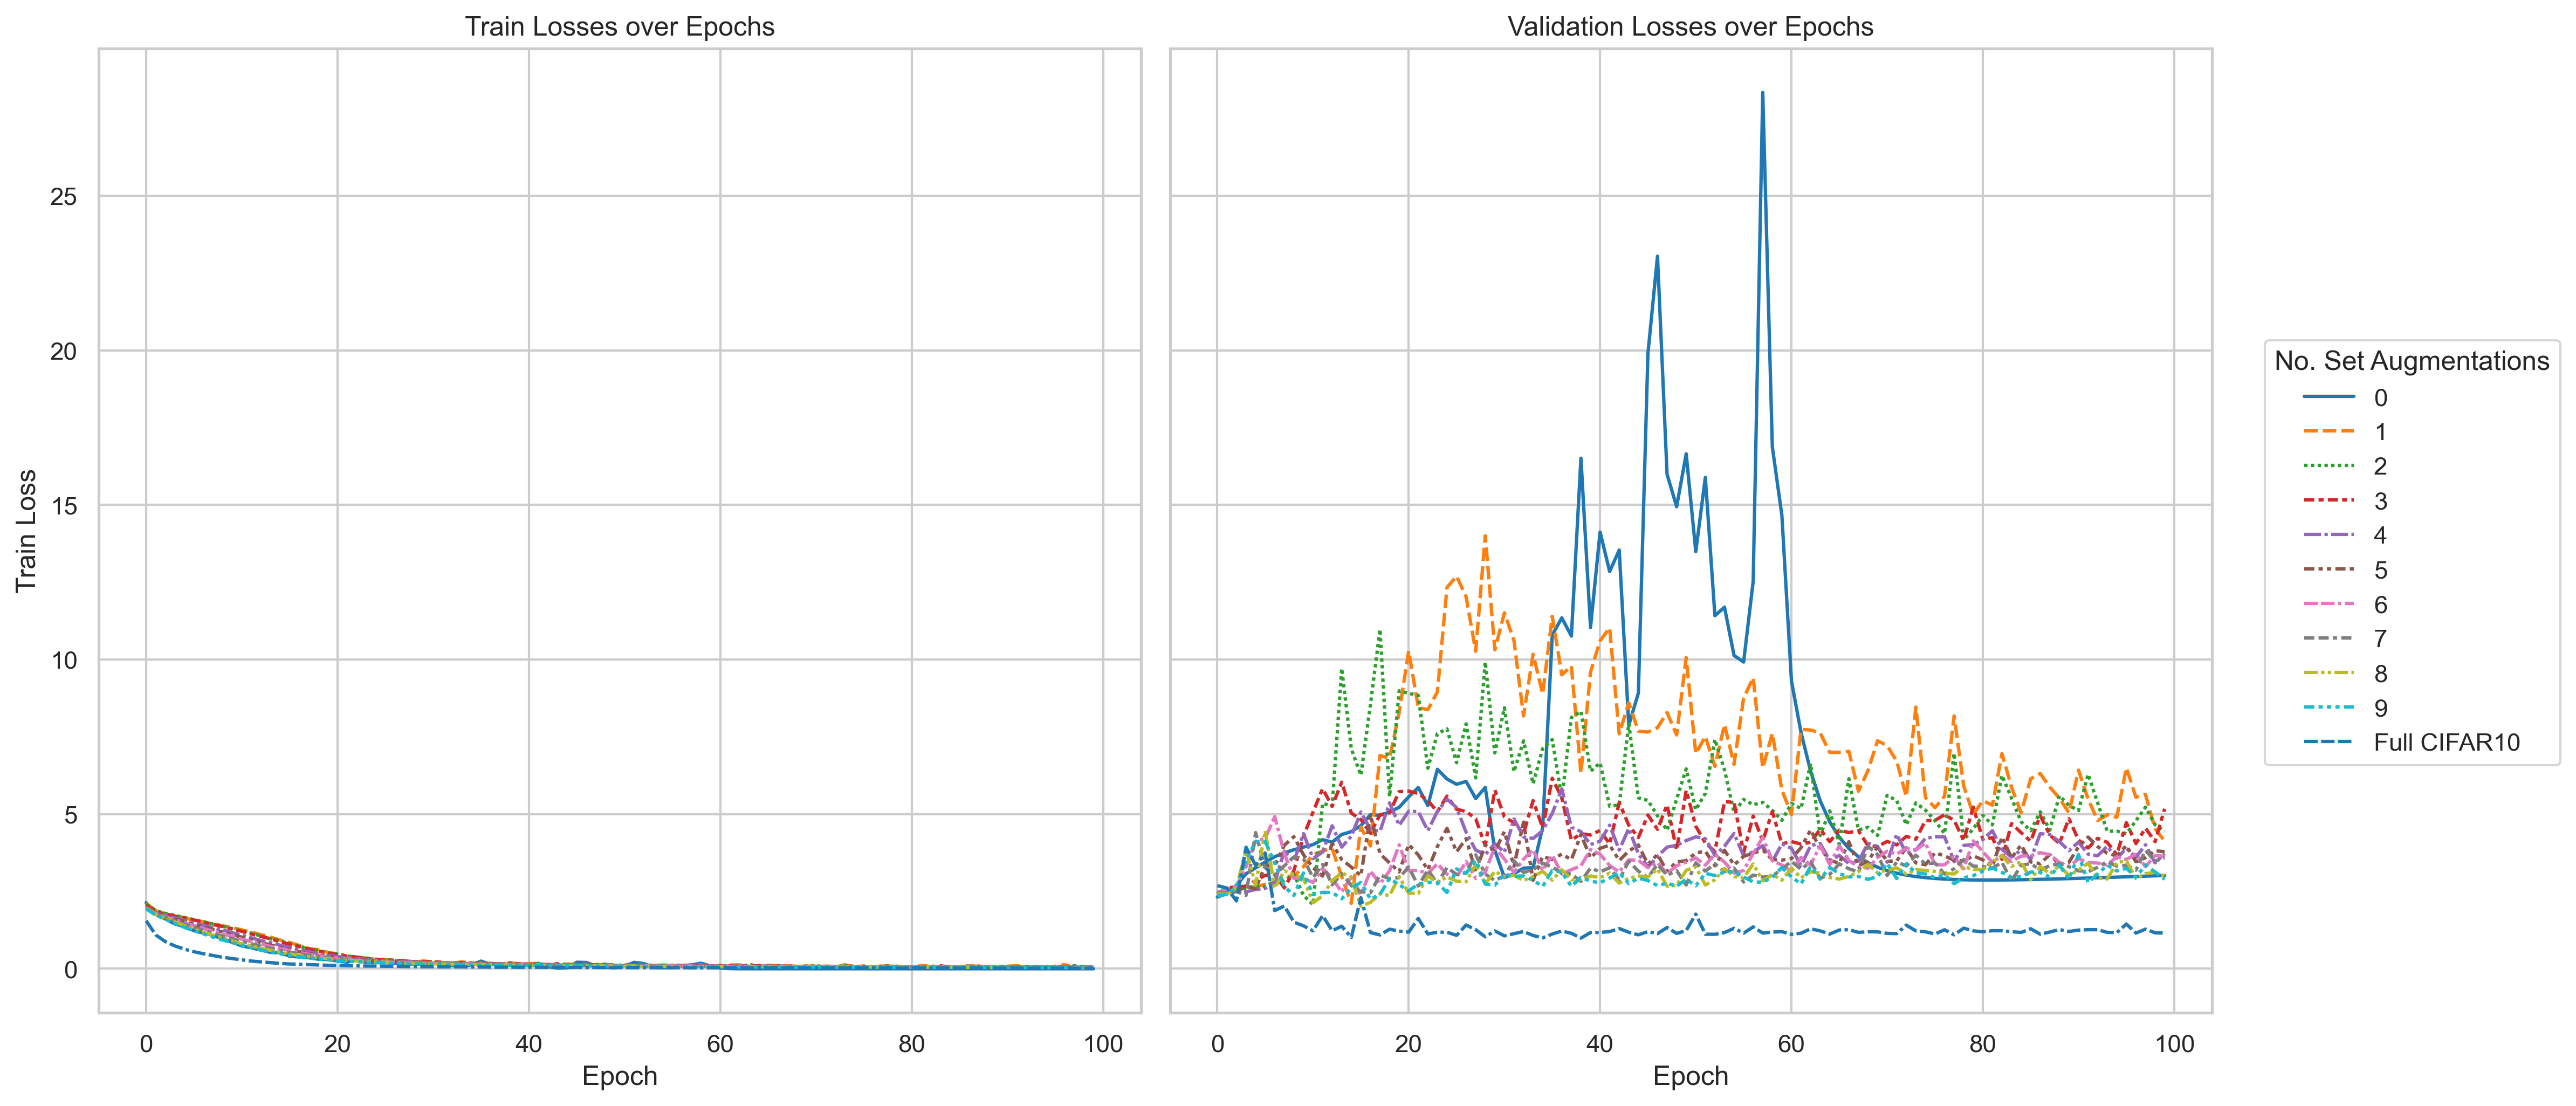 Train Losses over Epochs
Validation Losses over Epochs
25
20
15
10
5
0
Train Loss
0 20 40 60 80 100
Epoch
0 20 40 60 80 100
Epoch
No. Set Augmentations
0
1
2
3
4
5
6
7
8
9
Full CIFAR10